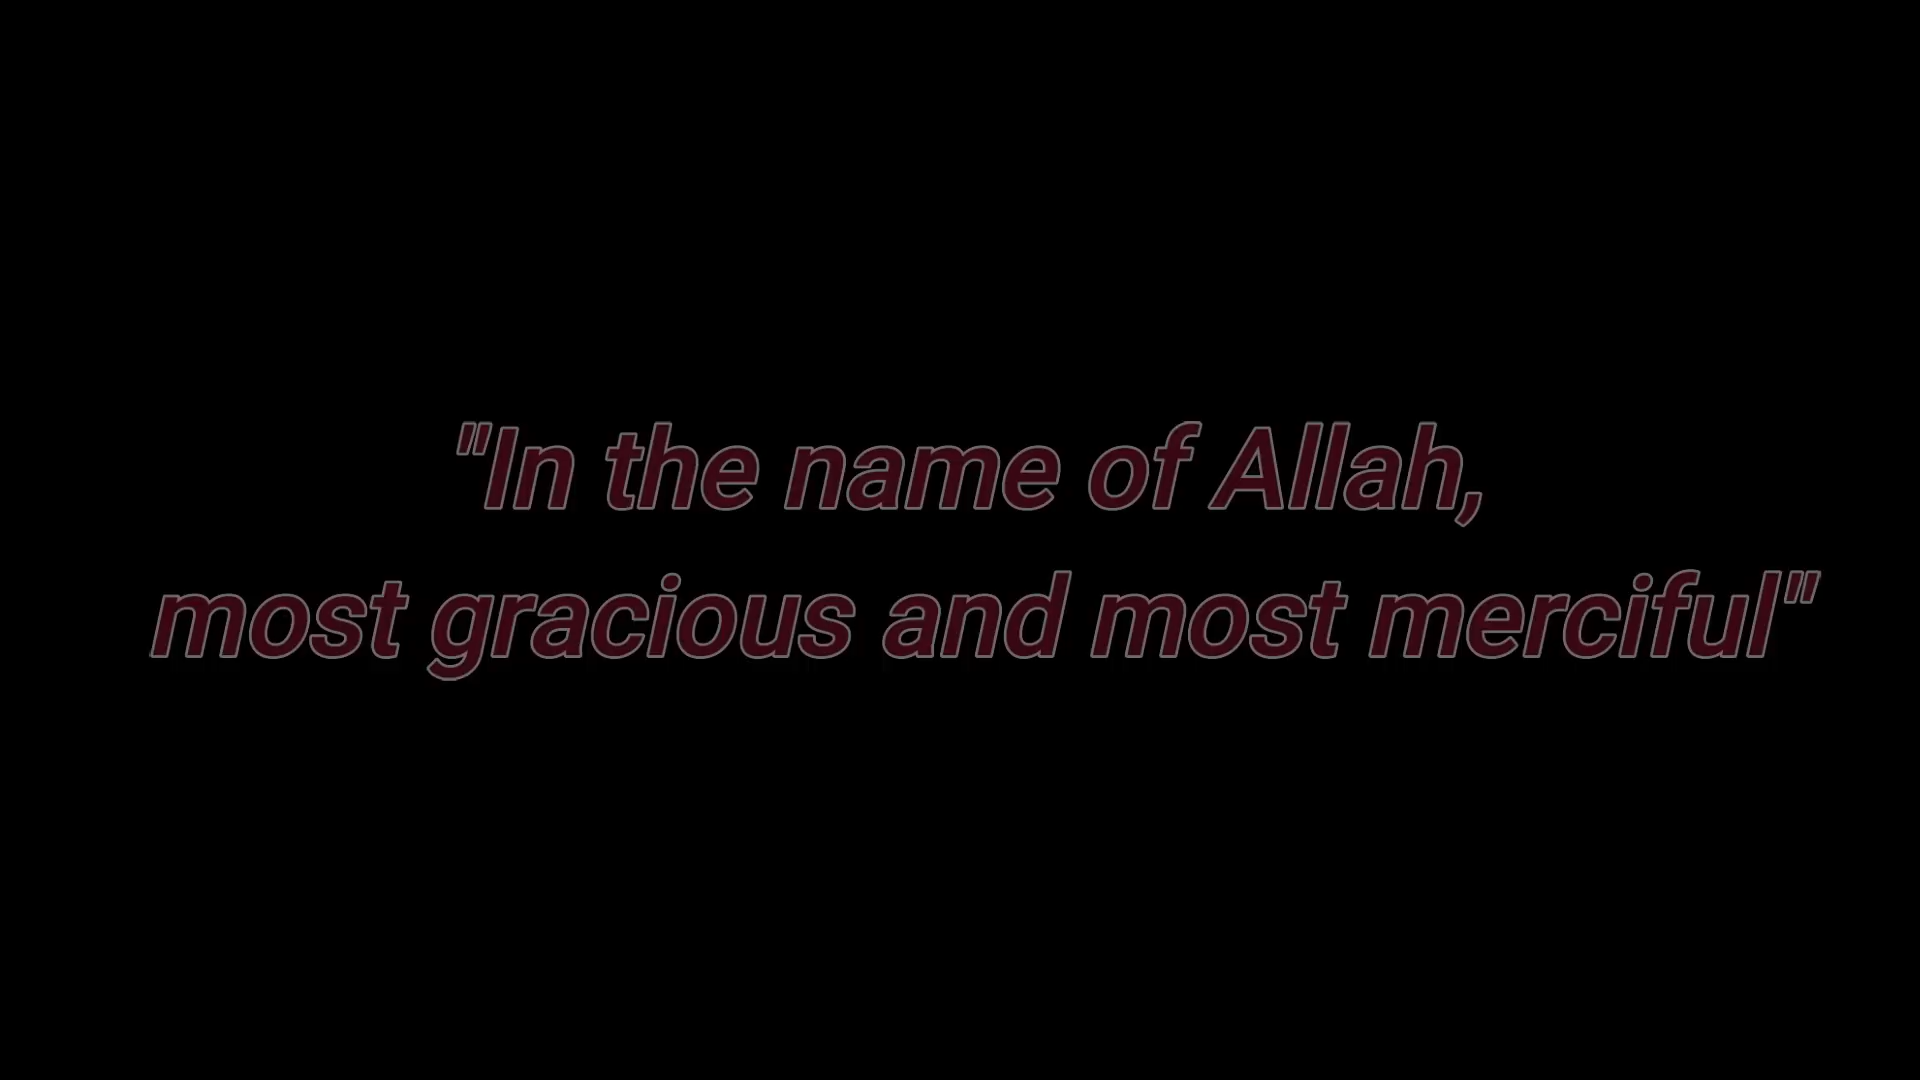 "In the name of Allah,
most gracious and most merciful"